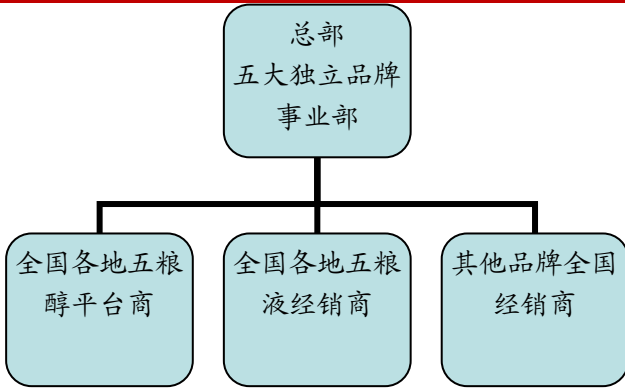 总部
五大独立品牌
事业部
全国各地五粮
醇平台商
全国各地五粮
液经销商
其他品牌全国
经销商